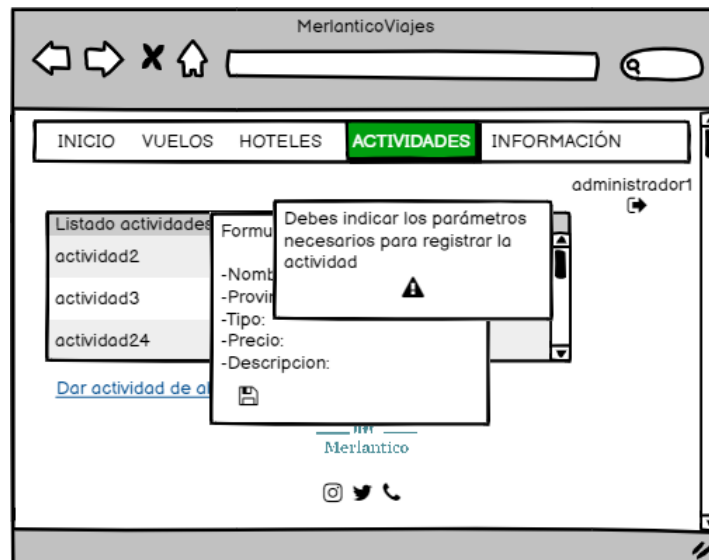 MerlanticoViajes
INICIO VUELOS HOTELES ACTIVIDADES INFORMACIÓN
administrador1
Listado actividades
actividad2
actividad3
actividad24
Dar actividad de al
Formu
-Nomb
-Provin
-Tipo:
-Precio:
-Descripcion:
Debes indicar los parámetros
necesarios para registrar la
actividad
Merlantico